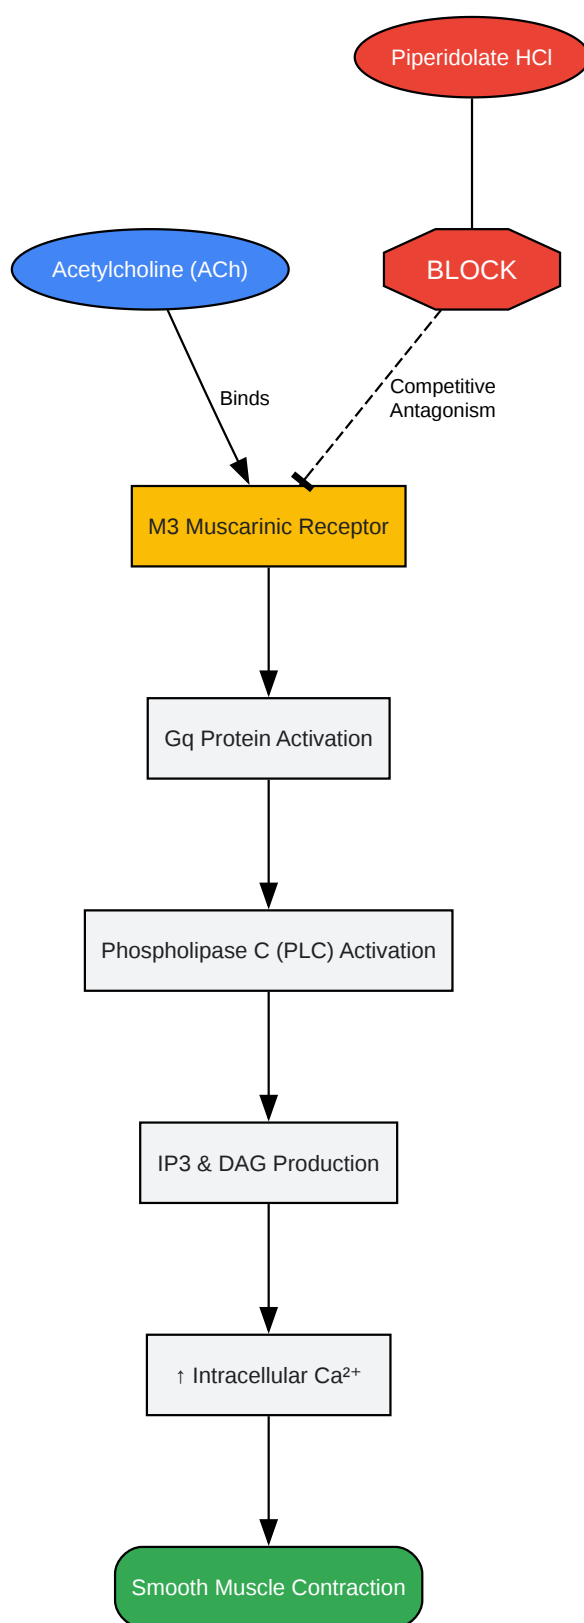 Piperidolate HCl
Acetylcholine (ACh)
BLOCK
Binds
Competitive
Antagonism
M3 Muscarinic Receptor
Gq Protein Activation
Phospholipase C (PLC) Activation
IP3 & DAG Production
↑ Intracellular Ca²⁺
Smooth Muscle Contraction